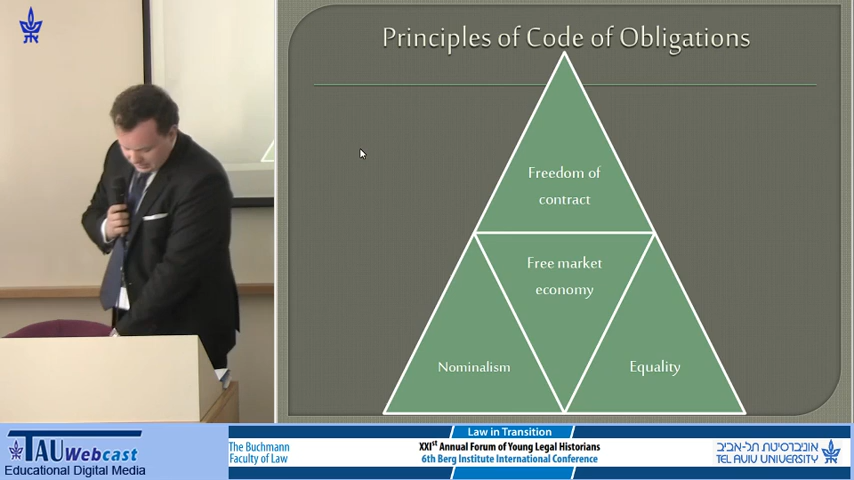 Principles of Code of Obligations
Freedom of
contract
Free market
economy
Nominalism
Equality
TAU Webcast
Educational Digital Media
The Buchmann
Faculty of Law
Law in Transition
XXIst Annual Forum of Young Legal Historians
6th Berg Institute International Conference
אוניברסיטת תל-אביב
TEL AVIV UNIVERSITY